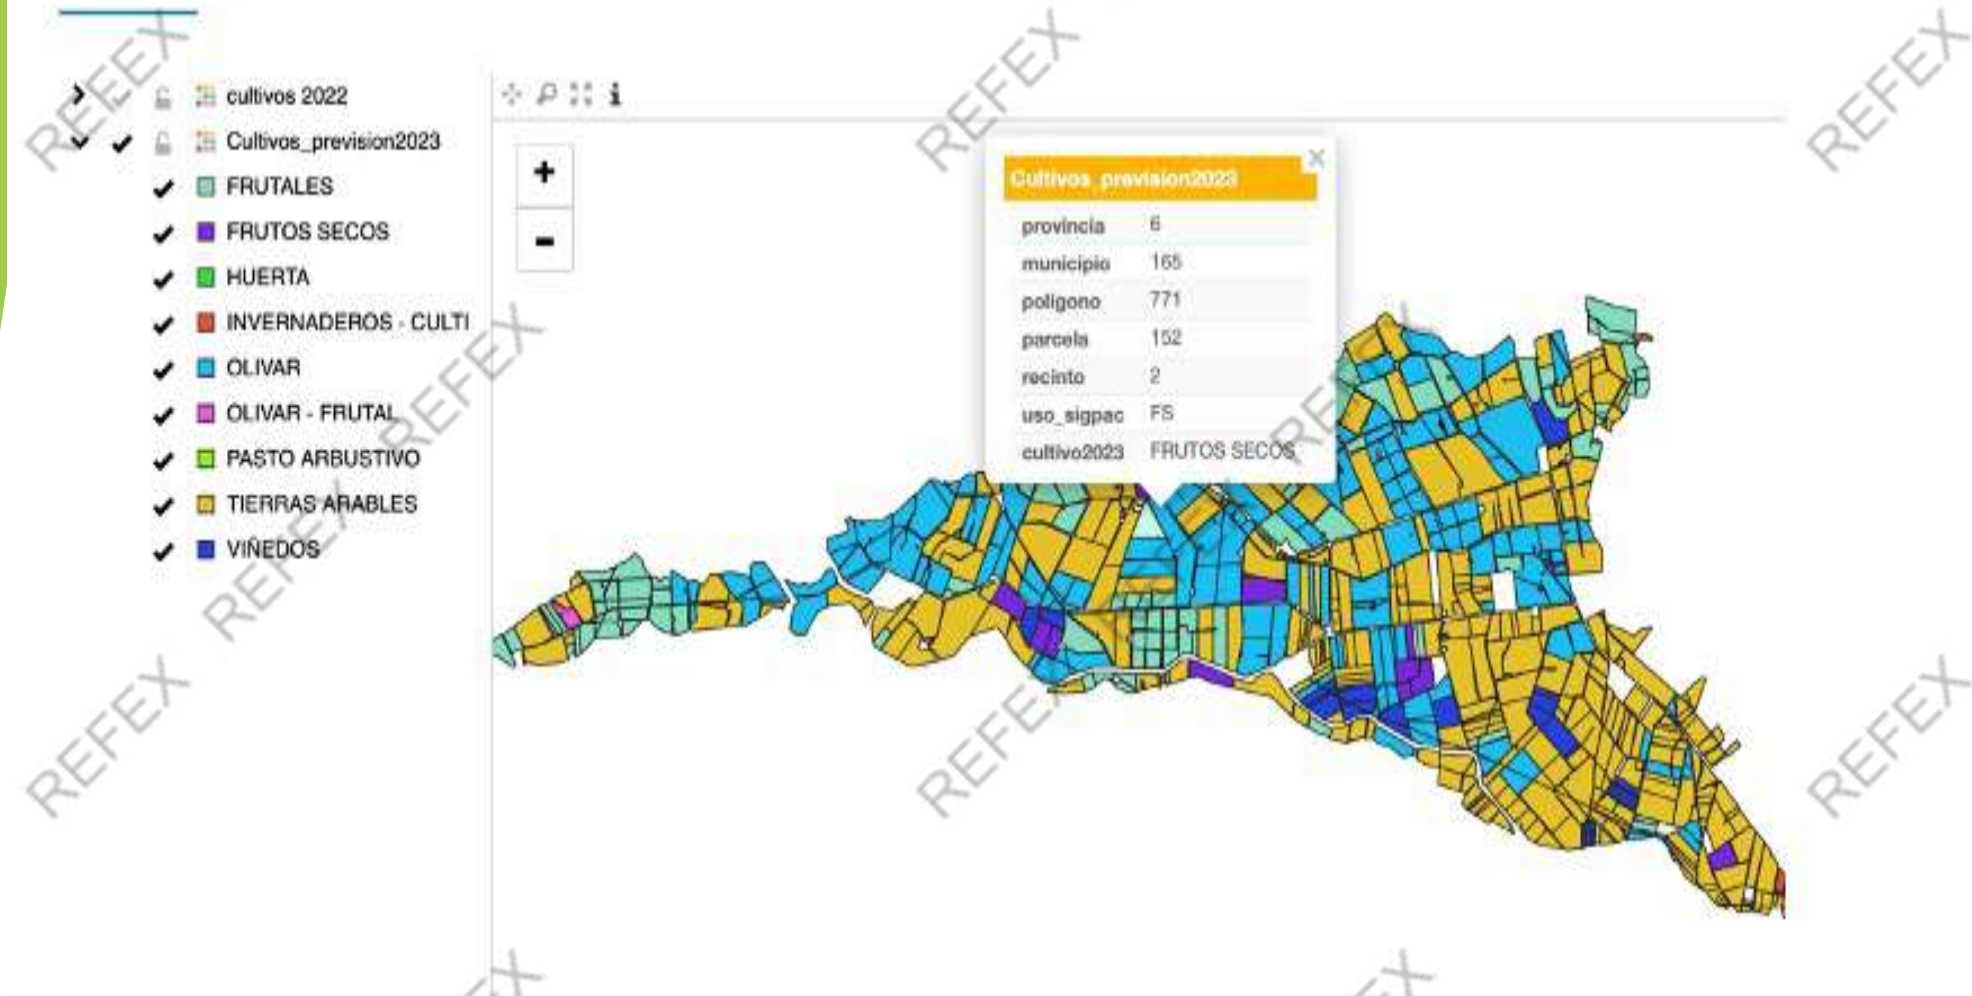 cultivos 2022
Cultivos_prevision2023
FRUTALES
FRUTOS SECOS
HUERTA
INVERNADEROS - CULTI
OLIVAR
OLIVAR - FRUTAL
PASTO ARBUSTIVO
TIERRAS ARABLES
VIÑEDOS
+
-
Cultivos_prevision2023
provincia 6
municipio 165
poligono 771
parcela 152
recinto 2
uso_sigpac FS
cultivo2023 FRUTOS SECOS
REFEX
REFEX
REFEX
REFEX
REFEX
REFEX
REFEX
REFEX
REFEX